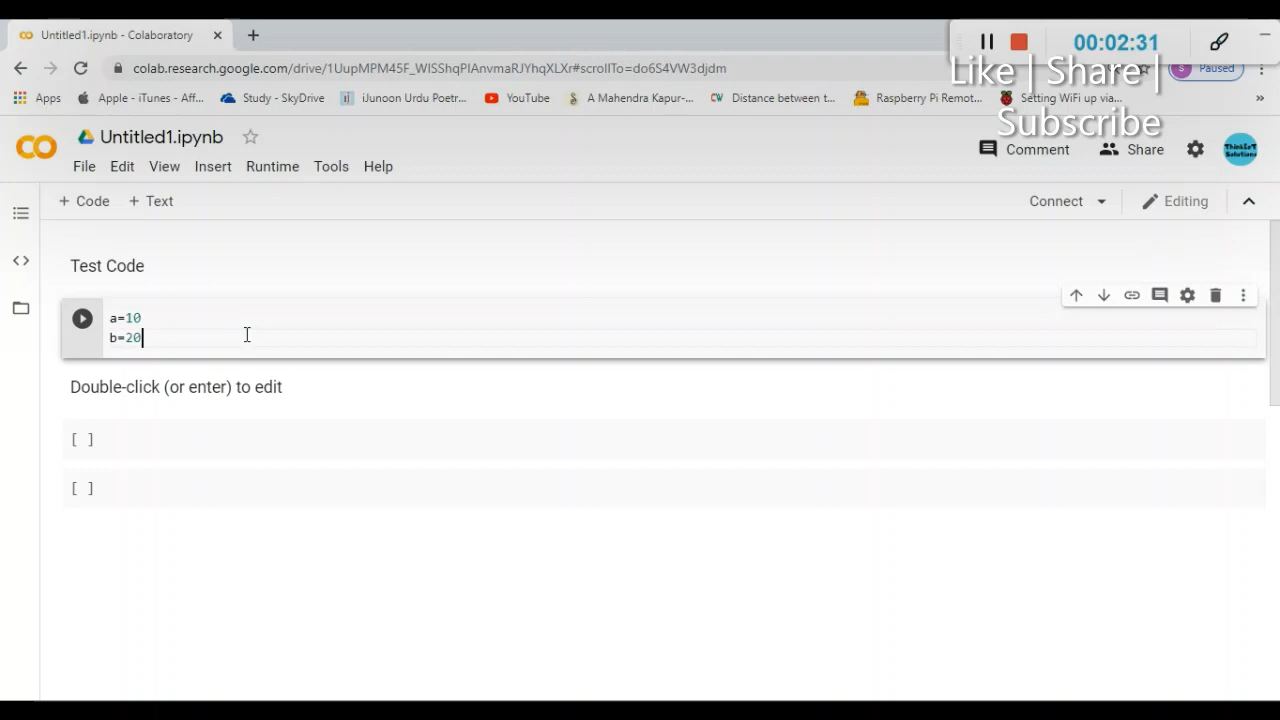 Untitled1.ipynb - Colaboratory
00:02:31
colab.research.google.com/drive/1UupMPM45F_WiSShqPIAnvmaRJYhqXLXr#scrollTo=do6S4VW3djdm
S Paused
Like | Share |
Subscribe
Apps Apple - iTunes - Aff... Study - SkyDrive iJunoon Urdu Poetr... YouTube A Mahendra Kapur-... CW Distance between t... Raspberry Pi Remot... Setting WiFi up via... »
Untitled1.ipynb
Comment Share ThinkIoT Solutions
File Edit View Insert Runtime Tools Help
+ Code + Text Connect Editing
Test Code
a=10
b=20
Double-click (or enter) to edit
[ ]
[ ]